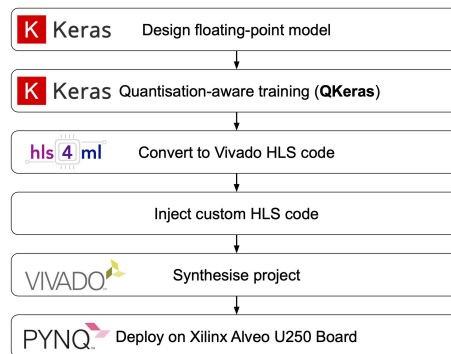 K Keras Design floating-point model
K Keras Quantisation-aware training (QKeras)
hls 4 ml Convert to Vivado HLS code
Inject custom HLS code
VIVADO Synthesise project
PYNQ Deploy on Xilinx Alveo U250 Board